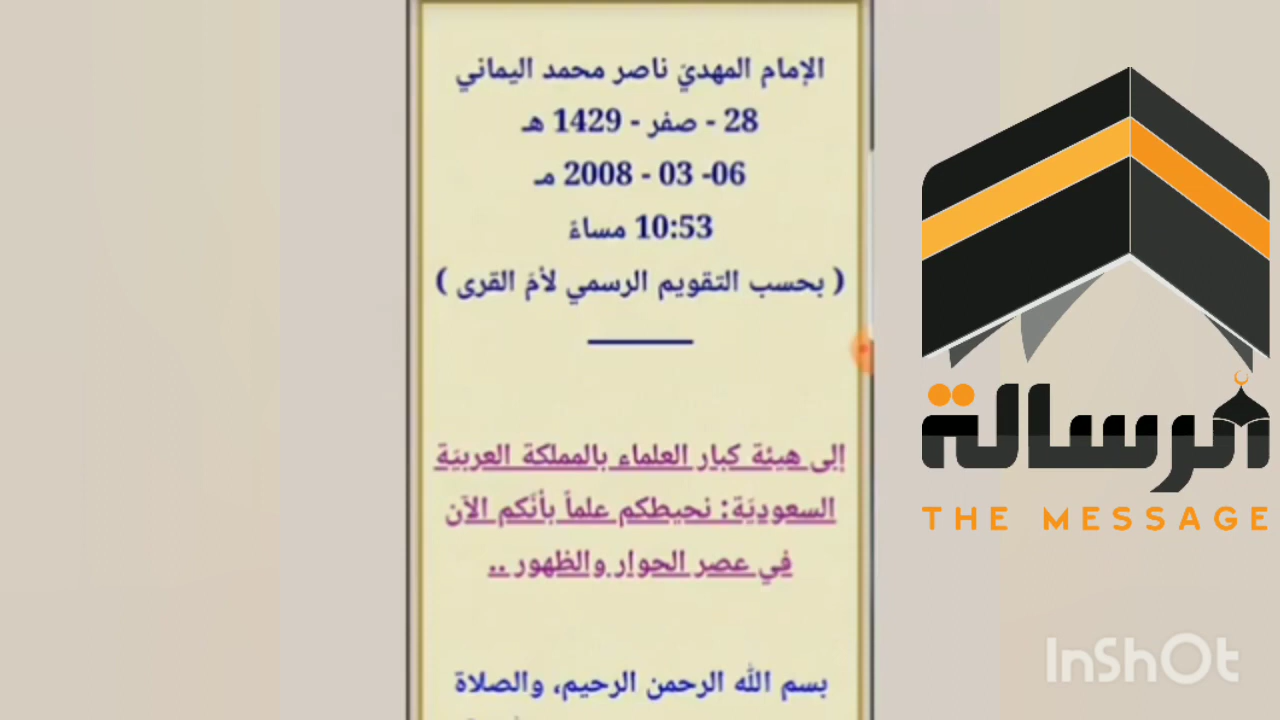 الإمام المهديّ ناصر محمد اليماني
28 - صفر - 1429 هـ
06- 03 - 2008 مـ
10:53 مساءً
( بحسب التقويم الرسمي لأمّ القرى )
إلى هيئة كبار العلماء بالمملكة العربيّة
السعوديّة: نحيطكم علماً بأنّكم الآن
في عصر الحوار والظهور ..
بسم الله الرحمن الرحيم، والصلاة
الرسالة
THE MESSAGE
InShOt